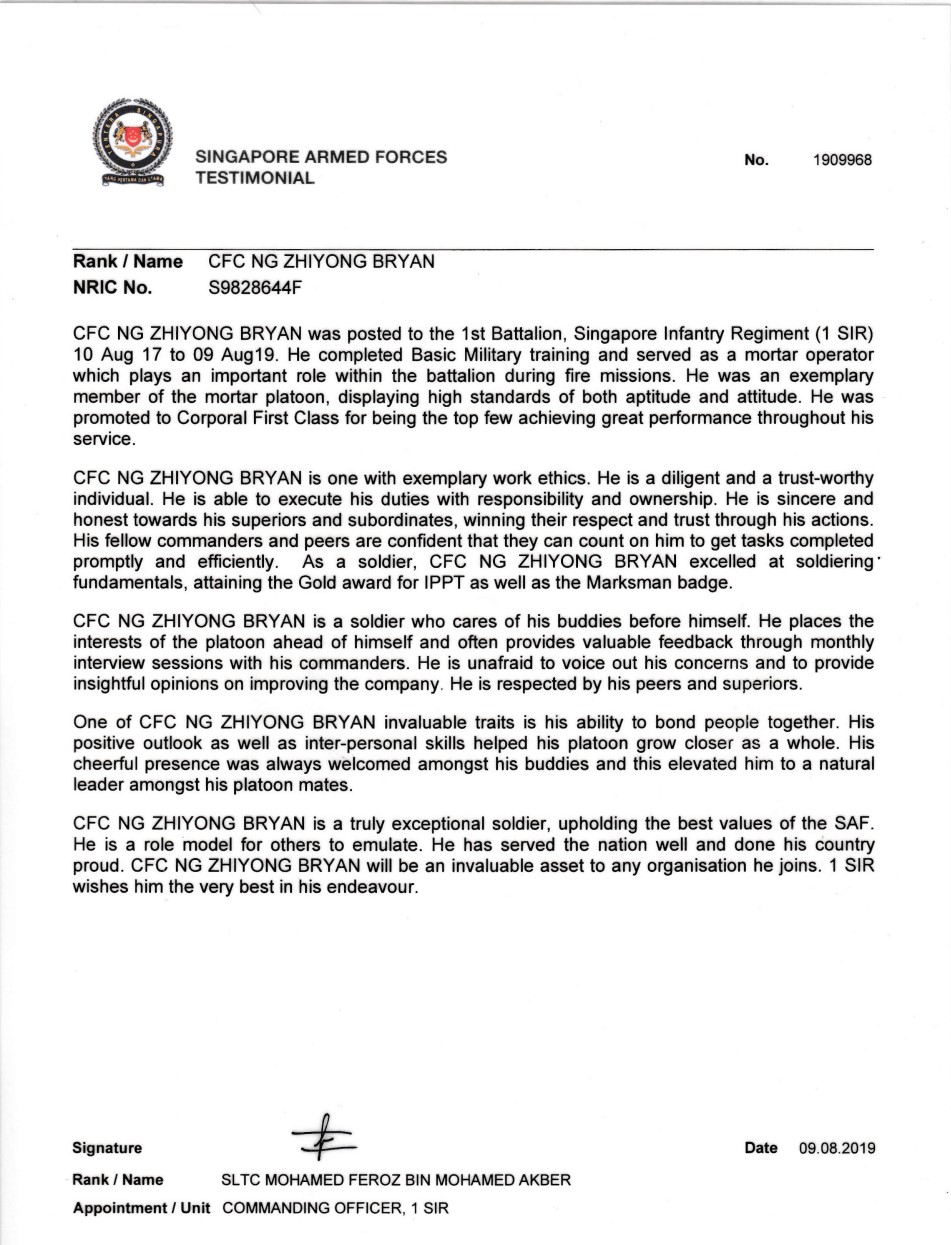 TENTERA SINGAPURA
YANG PERTAMA DAN UTAMA
SINGAPORE ARMED FORCES
TESTIMONIAL
No. 1909968
Rank / Name CFC NG ZHIYONG BRYAN
NRIC No. S9828644F
CFC NG ZHIYONG BRYAN was posted to the 1st Battalion, Singapore Infantry Regiment (1 SIR)
10 Aug 17 to 09 Aug19. He completed Basic Military training and served as a mortar operator
which plays an important role within the battalion during fire missions. He was an exemplary
member of the mortar platoon, displaying high standards of both aptitude and attitude. He was
promoted to Corporal First Class for being the top few achieving great performance throughout his
service.
CFC NG ZHIYONG BRYAN is one with exemplary work ethics. He is a diligent and a trust-worthy
individual. He is able to execute his duties with responsibility and ownership. He is sincere and
honest towards his superiors and subordinates, winning their respect and trust through his actions.
His fellow commanders and peers are confident that they can count on him to get tasks completed
promptly and efficiently. As a soldier, CFC NG ZHIYONG BRYAN excelled at soldiering
fundamentals, attaining the Gold award for IPPT as well as the Marksman badge.
CFC NG ZHIYONG BRYAN is a soldier who cares of his buddies before himself. He places the
interests of the platoon ahead of himself and often provides valuable feedback through monthly
interview sessions with his commanders. He is unafraid to voice out his concerns and to provide
insightful opinions on improving the company. He is respected by his peers and superiors.
One of CFC NG ZHIYONG BRYAN invaluable traits is his ability to bond people together. His
positive outlook as well as inter-personal skills helped his platoon grow closer as a whole. His
cheerful presence was always welcomed amongst his buddies and this elevated him to a natural
leader amongst his platoon mates.
CFC NG ZHIYONG BRYAN is a truly exceptional soldier, upholding the best values of the SAF.
He is a role model for others to emulate. He has served the nation well and done his country
proud. CFC NG ZHIYONG BRYAN will be an invaluable asset to any organisation he joins. 1 SIR
wishes him the very best in his endeavour.
Signature
Date 09.08.2019
Rank / Name SLTC MOHAMED FEROZ BIN MOHAMED AKBER
Appointment / Unit COMMANDING OFFICER, 1 SIR